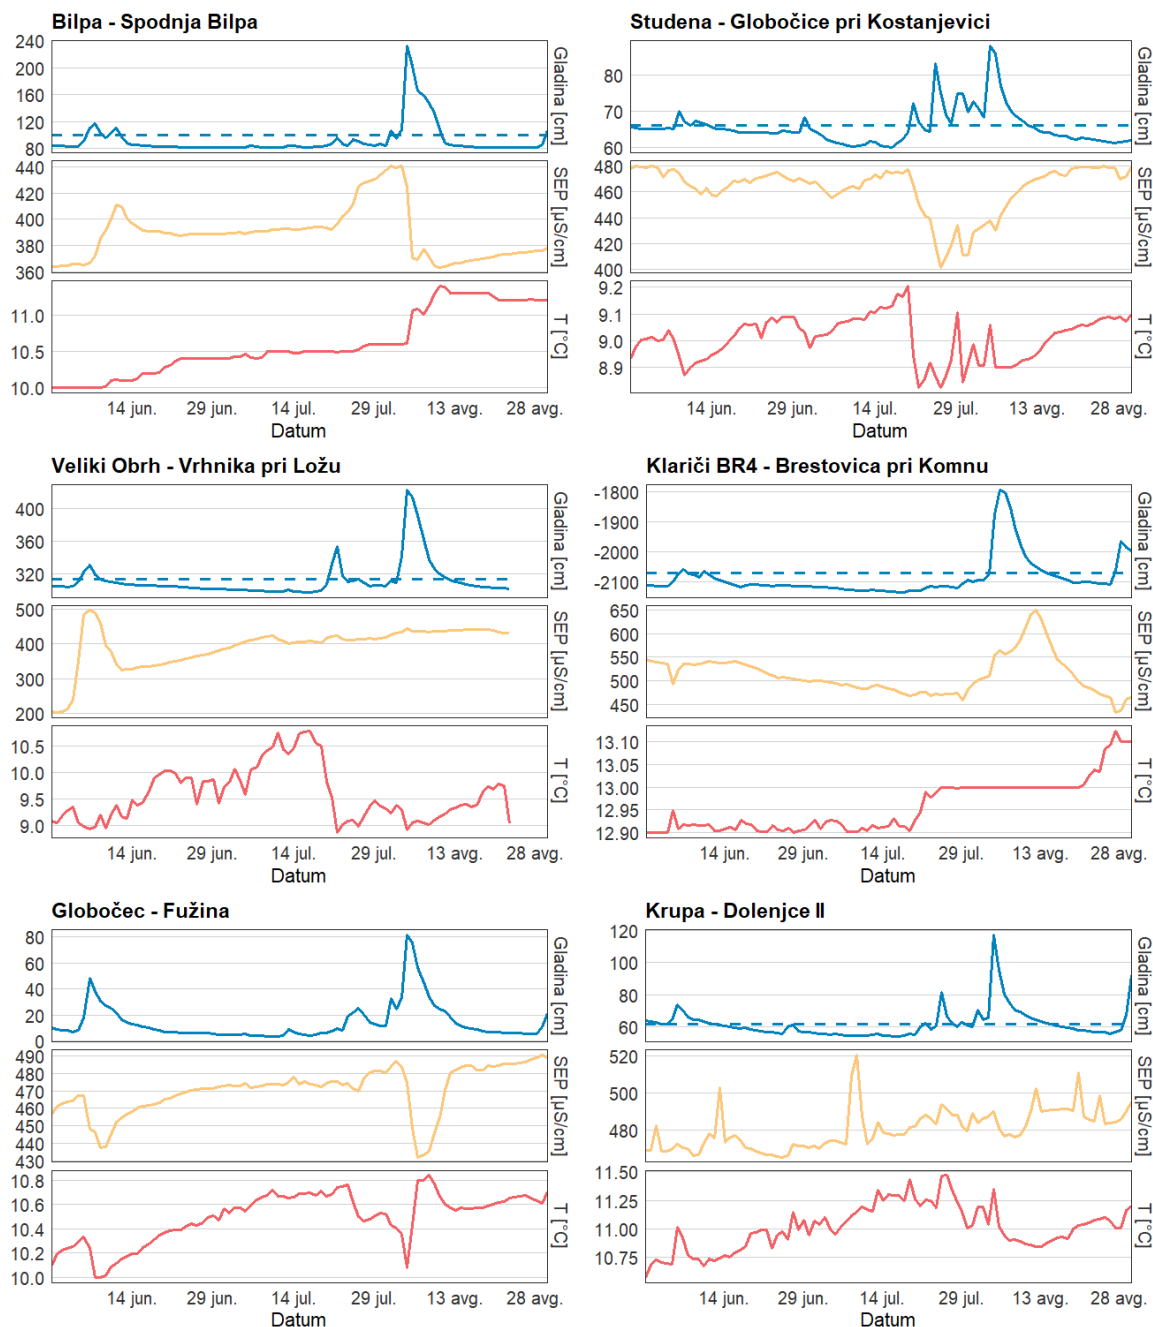 Bilpa - Spodnja Bilpa
240
200
160
120
80
Gladina [cm]
440
420
400
380
360
SEP [µS/cm]
11.0
10.5
10.0
T [°C]
14 jun. 29 jun. 14 jul. 29 jul. 13 avg. 28 avg.
Datum
Studena - Globočice pri Kostanjevici
80
70
60
Gladina [cm]
480
460
440
420
400
SEP [µS/cm]
9.2
9.1
9.0
8.9
T [°C]
14 jun. 29 jun. 14 jul. 29 jul. 13 avg. 28 avg.
Datum
Veliki Obrh - Vrhnika pri Ložu
400
360
320
Gladina [cm]
500
400
300
200
SEP [µS/cm]
10.5
10.0
9.5
9.0
T [°C]
14 jun. 29 jun. 14 jul. 29 jul. 13 avg. 28 avg.
Datum
Klariči BR4 - Brestovica pri Komnu
-1800
-1900
-2000
-2100
Gladina [cm]
650
600
550
500
450
SEP [µS/cm]
13.10
13.05
13.00
12.95
12.90
T [°C]
14 jun. 29 jun. 14 jul. 29 jul. 13 avg. 28 avg.
Datum
Globočec - Fužina
80
60
40
20
0
Gladina [cm]
490
480
470
460
450
440
430
SEP [µS/cm]
10.8
10.6
10.4
10.2
10.0
T [°C]
14 jun. 29 jun. 14 jul. 29 jul. 13 avg. 28 avg.
Datum
Krupa - Dolenjce II
120
100
80
60
Gladina [cm]
520
500
480
SEP [µS/cm]
11.50
11.25
11.00
10.75
T [°C]
14 jun. 29 jun. 14 jul. 29 jul. 13 avg. 28 avg.
Datum